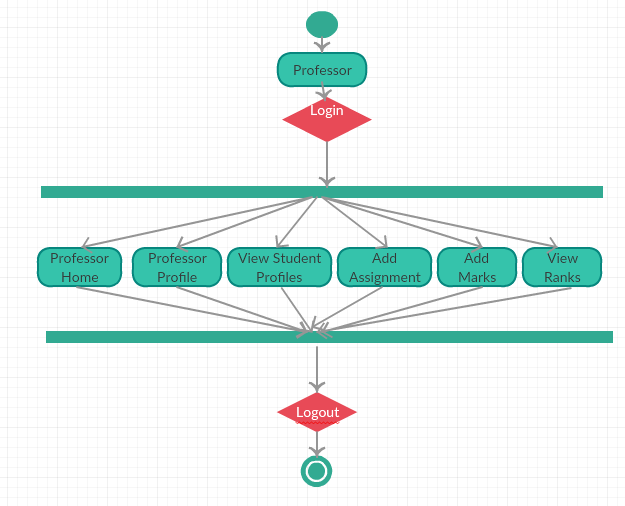 Professor
Login
Professor
Home
Professor
Profile
View Student
Profiles
Add
Assignment
Add
Marks
View
Ranks
Logout